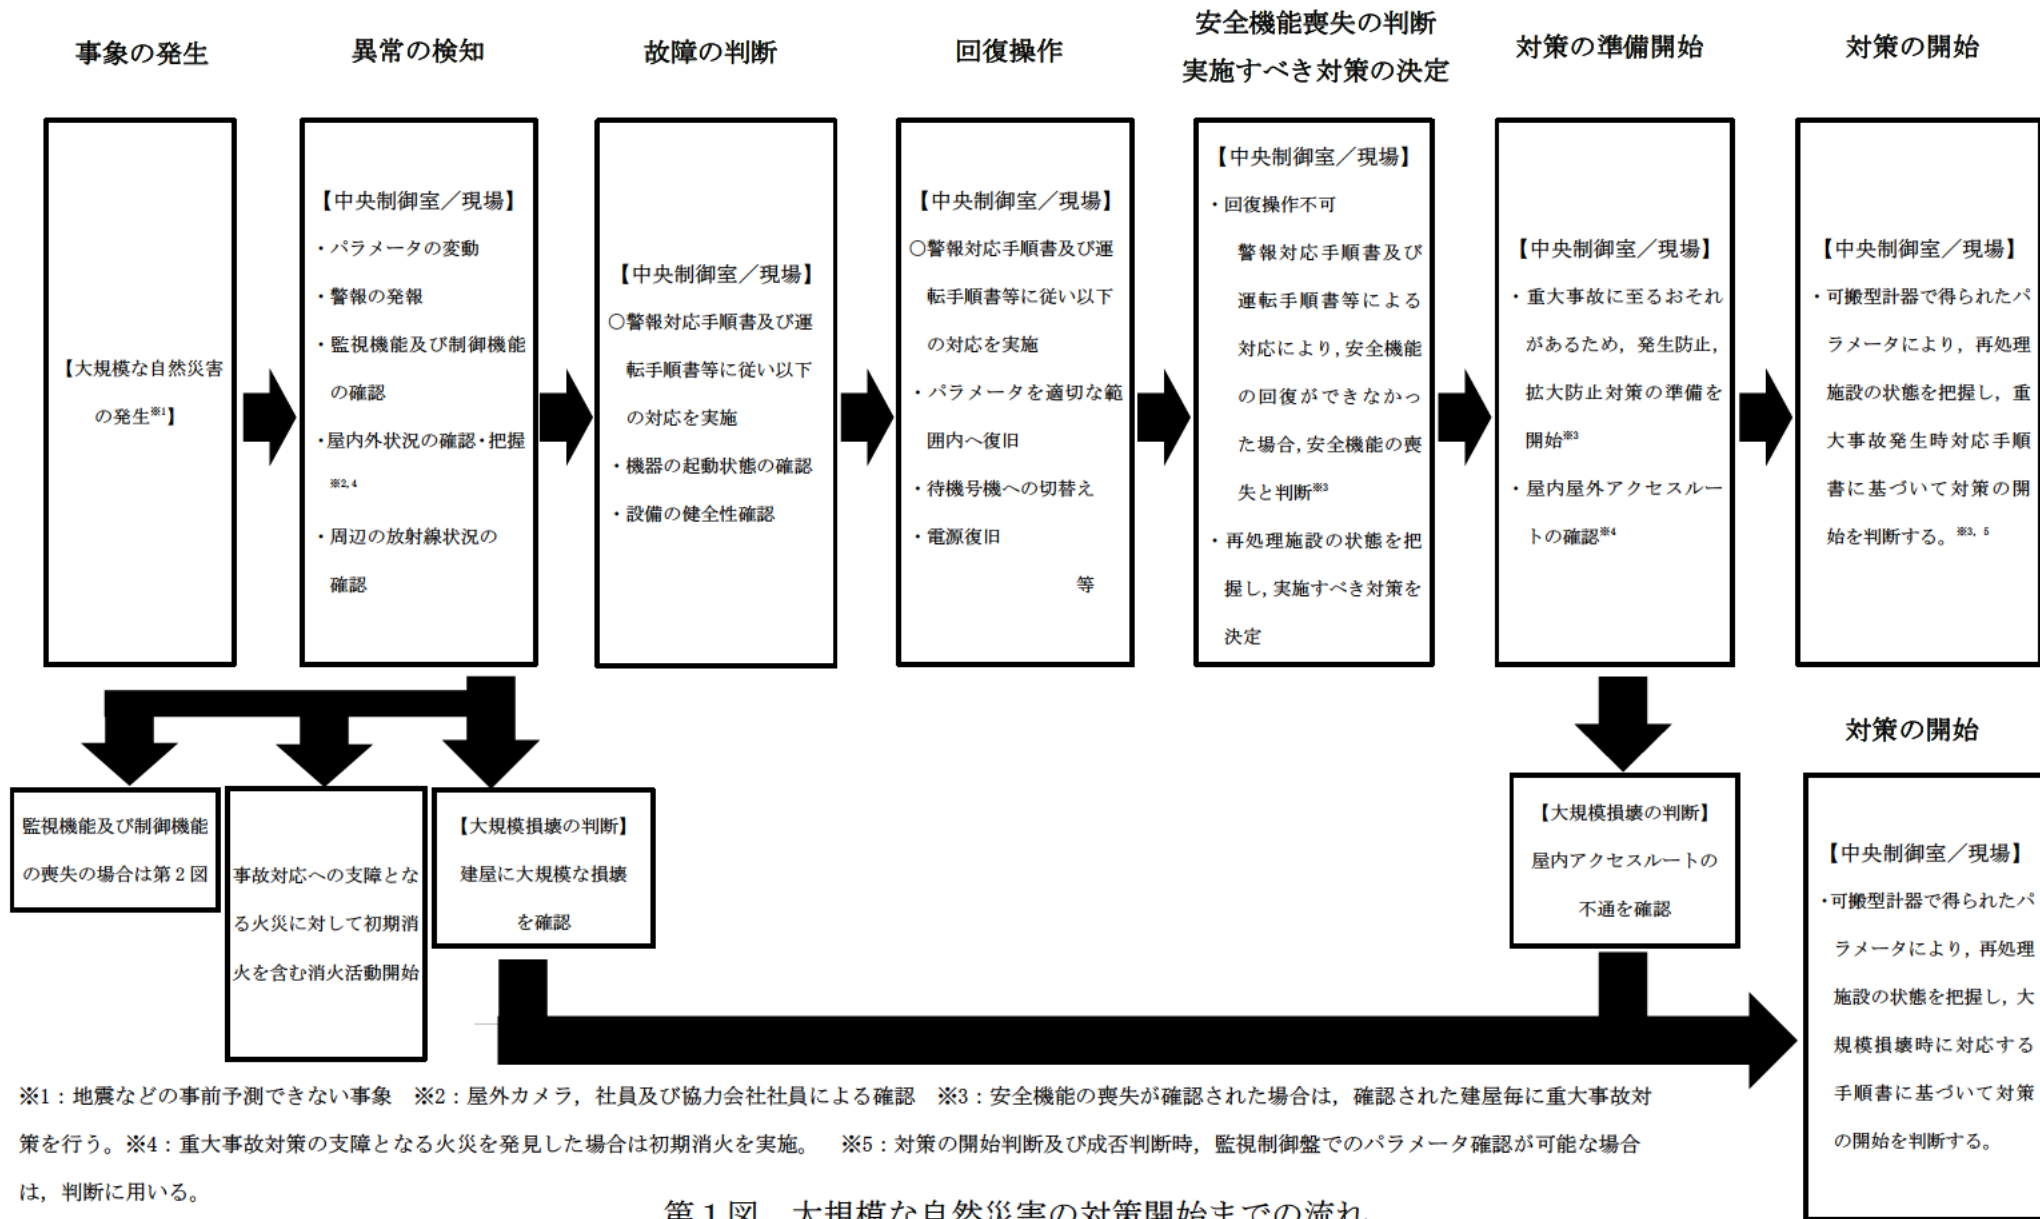 事象の発生
異常の検知
故障の判断
回復操作
安全機能喪失の判断
実施すべき対策の決定
対策の準備開始
対策の開始
【大規模な自然災害
の発生※1】
【中央制御室／現場】
・パラメータの変動
・警報の発報
・監視機能及び制御機能
の確認
・屋内外状況の確認・把握
※2, 4
・周辺の放射線状況の
確認
【中央制御室／現場】
○警報対応手順書及び運
転手順書等に従い以下
の対応を実施
・機器の起動状態の確認
・設備の健全性確認
【中央制御室／現場】
○警報対応手順書及び運
転手順書等に従い以下
の対応を実施
・パラメータを適切な範
囲内へ復旧
・待機号機への切替え
・電源復旧
等
【中央制御室／現場】
・回復操作不可
警報対応手順書及び
運転手順書等による
対応により, 安全機能
の回復ができなかっ
た場合, 安全機能の喪
失と判断※3
・再処理施設の状態を把
握し, 実施すべき対策を
決定
【中央制御室／現場】
・重大事故に至るおそれ
があるため, 発生防止,
拡大防止対策の準備を
開始※3
・屋内屋外アクセスルー
トの確認※4
【中央制御室／現場】
・可搬型計器で得られたパ
ラメータにより, 再処理
施設の状態を把握し, 重
大事故発生時対応手順
書に基づいて対策の開
始を判断する。※3, 5
監視機能及び制御機能
の喪失の場合は第２図
事故対応への支障とな
る火災に対して初期消
火を含む消火活動開始
【大規模損壊の判断】
建屋に大規模な損壊
を確認
【大規模損壊の判断】
屋内アクセスルートの
不通を確認
対策の開始
【中央制御室／現場】
・可搬型計器で得られたパ
ラメータにより, 再処理
施設の状態を把握し, 大
規模損壊時に対応する
手順書に基づいて対策
の開始を判断する。
※1：地震などの事前予測できない事象　※2：屋外カメラ, 社員及び協力会社社員による確認　※3：安全機能の喪失が確認された場合は, 確認された建屋毎に重大事故対
策を行う。※4：重大事故対策の支障となる火災を発見した場合は初期消火を実施。　※5：対策の開始判断及び成否判断時, 監視制御盤でのパラメータ確認が可能な場合
は, 判断に用いる。
第１図　大規模な自然災害の対策開始までの流れ